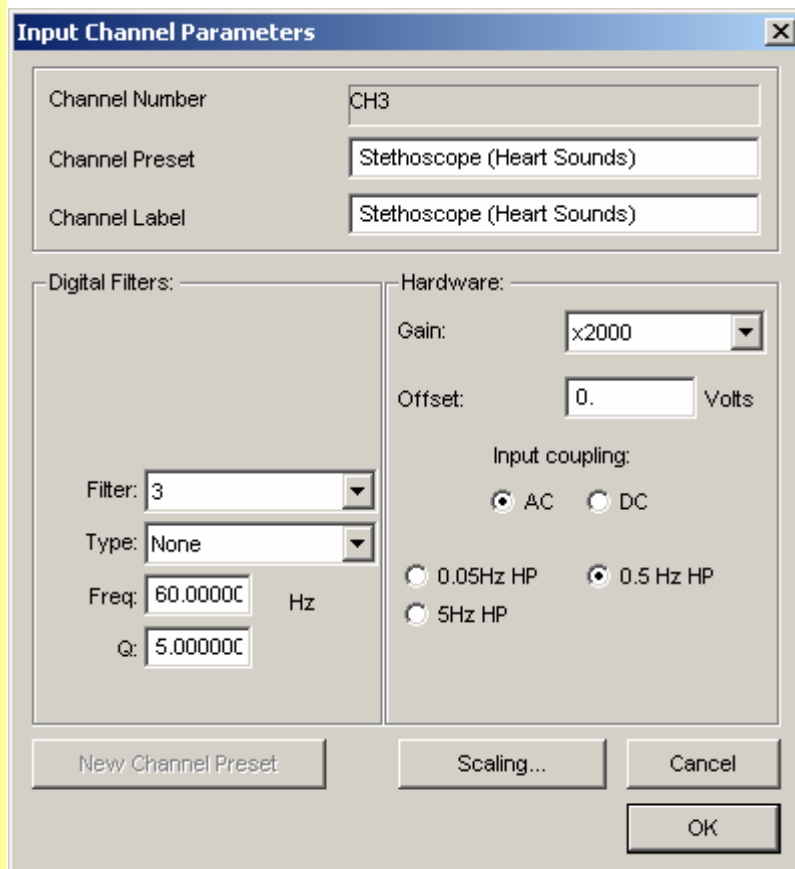 Input Channel Parameters
Channel Number CH3
Channel Preset Stethoscope (Heart Sounds)
Channel Label Stethoscope (Heart Sounds)
Digital Filters:
Filter: 3
Type: None
Freq: 60.00000 Hz
Q: 5.000000
Hardware:
Gain: x2000
Offset: 0. Volts
Input coupling:
AC DC
0.05Hz HP 0.5 Hz HP
5Hz HP
New Channel Preset Scaling... Cancel
OK